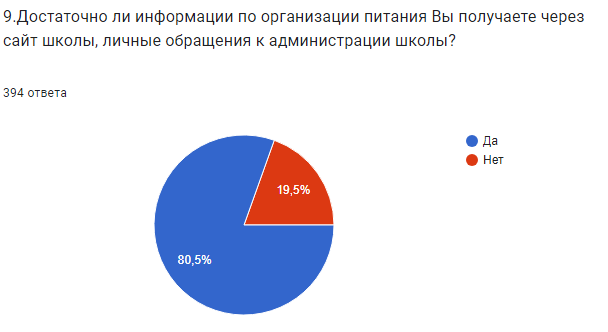 9.Достаточно ли информации по организации питания Вы получаете через
сайт школы, личные обращения к администрации школы?
394 ответа
Да
Нет
19,5%
80,5%